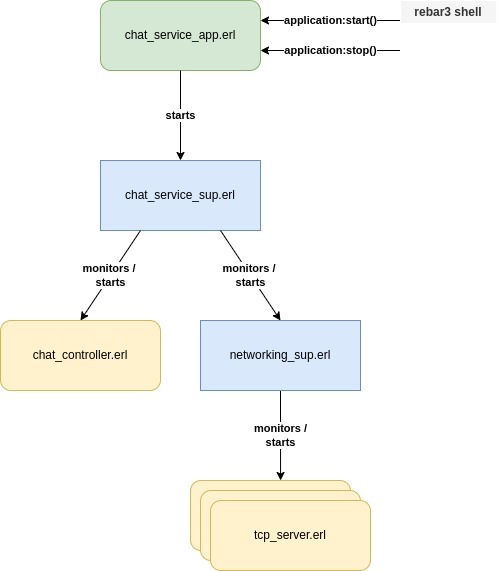 rebar3 shell
chat_service_app.erl
application:start()
application:stop()
starts
chat_service_sup.erl
monitors /
starts
monitors /
starts
chat_controller.erl
networking_sup.erl
monitors /
starts
tcp_server.erl